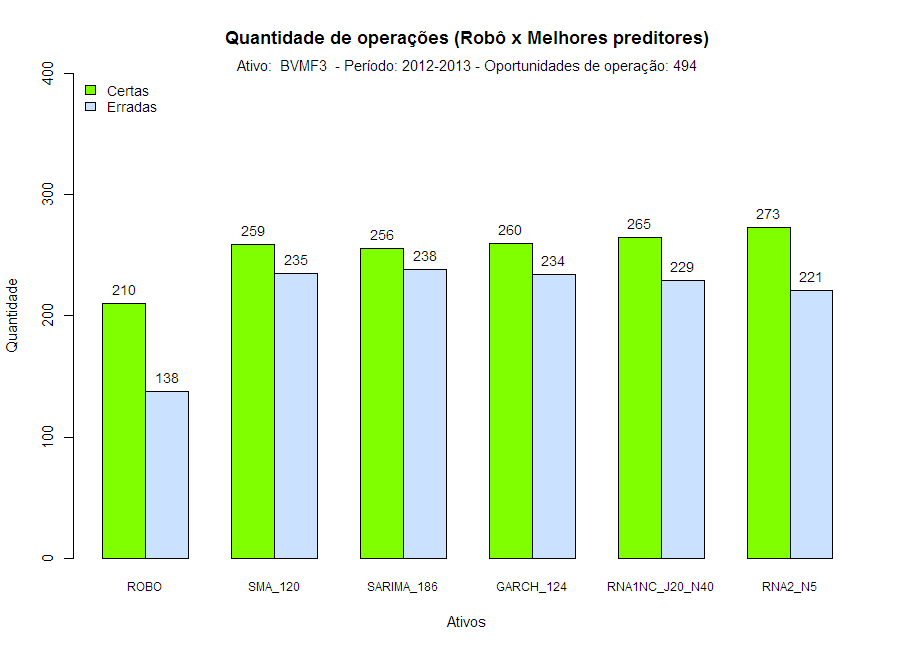 Quantidade de operações (Robô x Melhores preditores)
Ativo:  BVMF3  - Período: 2012-2013 - Oportunidades de operação: 494
Certas
Erradas
Quantidade
400
300
200
100
0
210
138
259
235
256
238
260
234
265
229
273
221
ROBO
SMA_120
SARIMA_186
GARCH_124
RNA1NC_J20_N40
RNA2_N5
Ativos